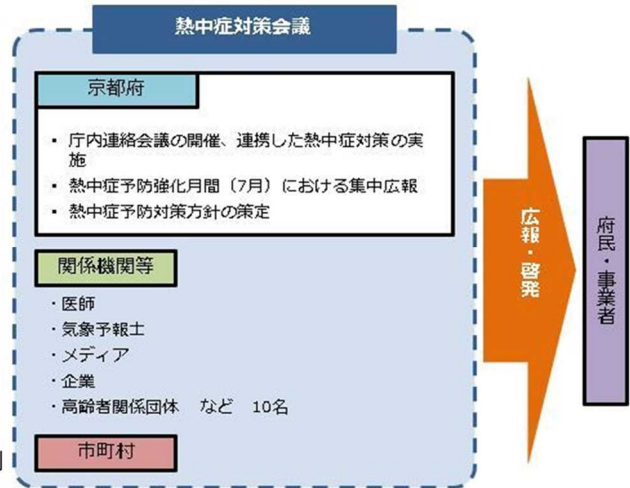 熱中症対策会議
京都府
・ 庁内連絡会議の開催、連携した熱中症対策の実
施
・ 熱中症予防強化月間（7月）における集中広報
・ 熱中症予防対策方針の策定
関係機関等
・医師
・気象予報士
・メディア
・企業
・高齢者関係団体　など　10名
市町村
広報・啓発
府民・事業者